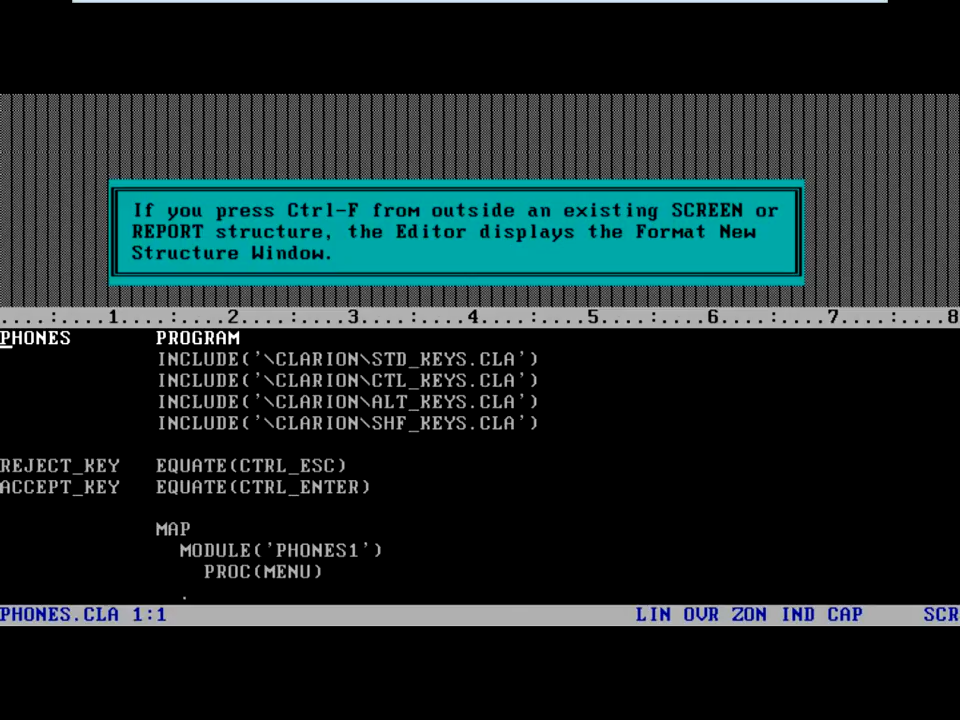 If you press Ctrl-F from outside an existing SCREEN or
REPORT structure, the Editor displays the Format New
Structure Window.
....:....1....:....2....:....3....:....4....:....5....:....6....:....7....:....8
PHONES PROGRAM
INCLUDE('\CLARION\STD_KEYS.CLA')
INCLUDE('\CLARION\CTL_KEYS.CLA')
INCLUDE('\CLARION\ALT_KEYS.CLA')
INCLUDE('\CLARION\SHF_KEYS.CLA')
REJECT_KEY EQUATE(CTRL_ESC)
ACCEPT_KEY EQUATE(CTRL_ENTER)
MAP
MODULE('PHONES1')
PROC(MENU)
.
PHONES.CLA 1:1 LIN OVR ZON IND CAP SCR